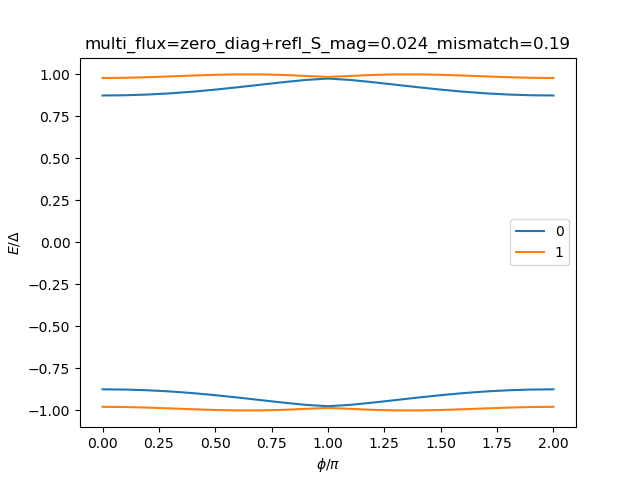 multi_flux=zero_diag+refl_S_mag=0.024_mismatch=0.19
1.00
0.75
0.50
0.25
0.00
−0.25
−0.50
−0.75
−1.00
E/Δ
0
1
0.00 0.25 0.50 0.75 1.00 1.25 1.50 1.75 2.00
ϕ/π